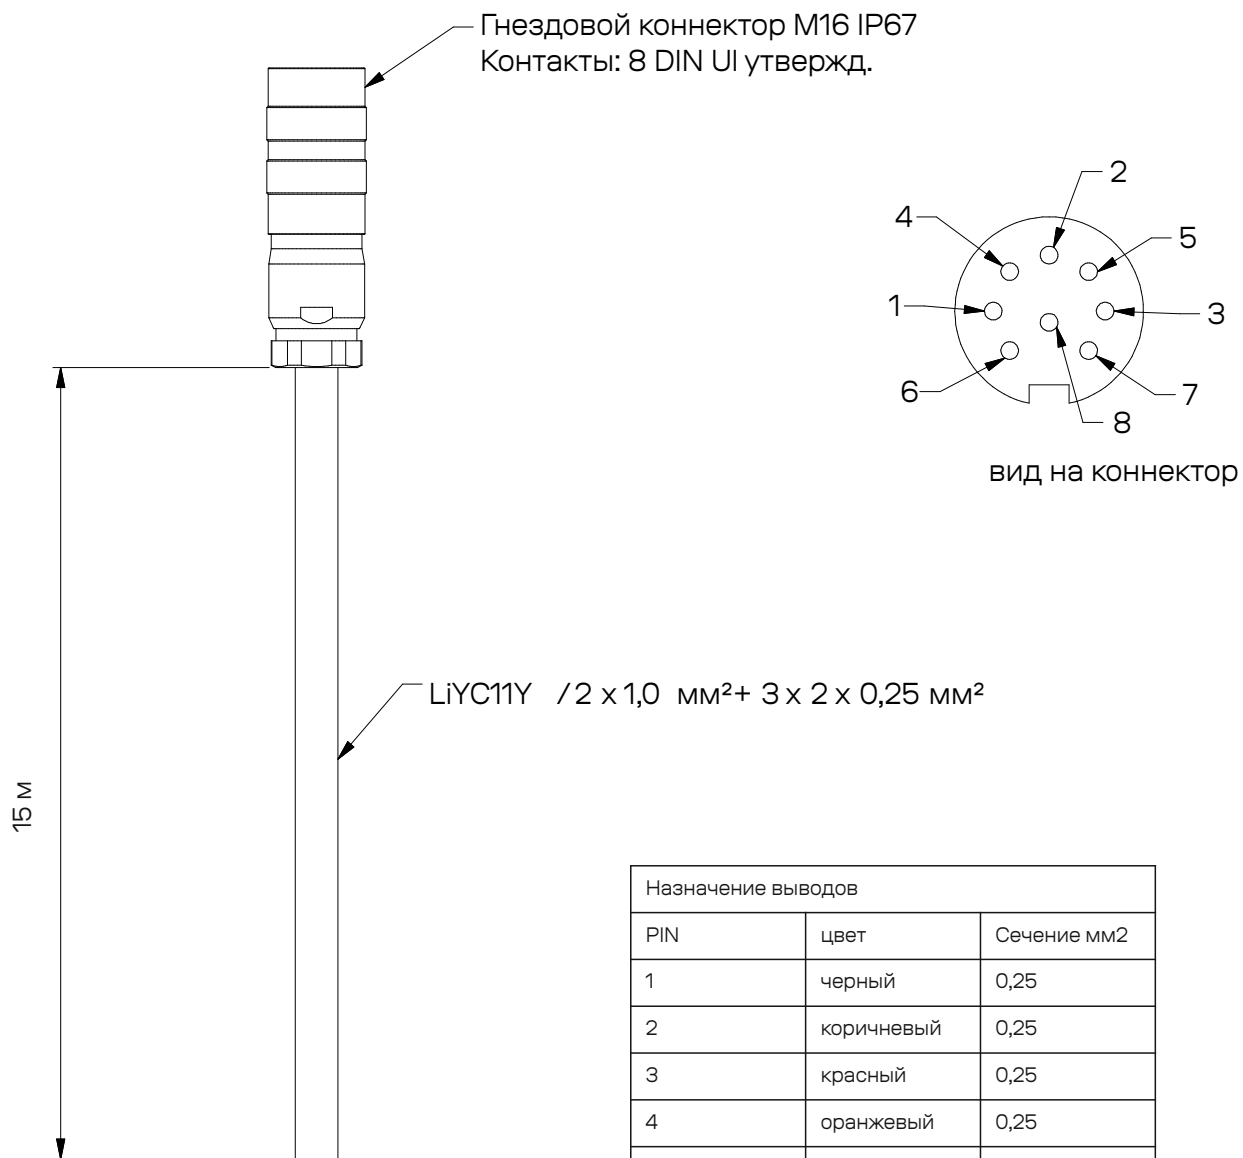 Гнездовой коннектор M16 IP67
Контакты: 8 DIN UI утвержд.
2
4
5
1
3
6
7
8
вид на коннектор
LiYC11Y / 2 x 1,0 мм²+ 3 x 2 x 0,25 мм²
15 м
Назначение выводов
PIN цвет Сечение мм2
1 черный 0,25
2 коричневый 0,25
3 красный 0,25
4 оранжевый 0,25